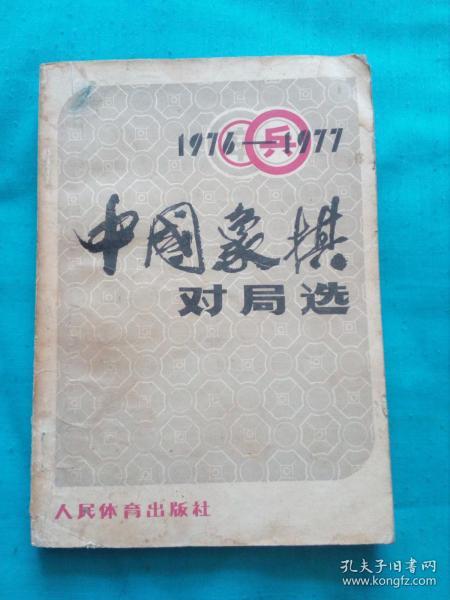 1976—1977
兵
中國象棋
对局选
人民体育出版社
孔夫子旧书网
www.kongfz.com